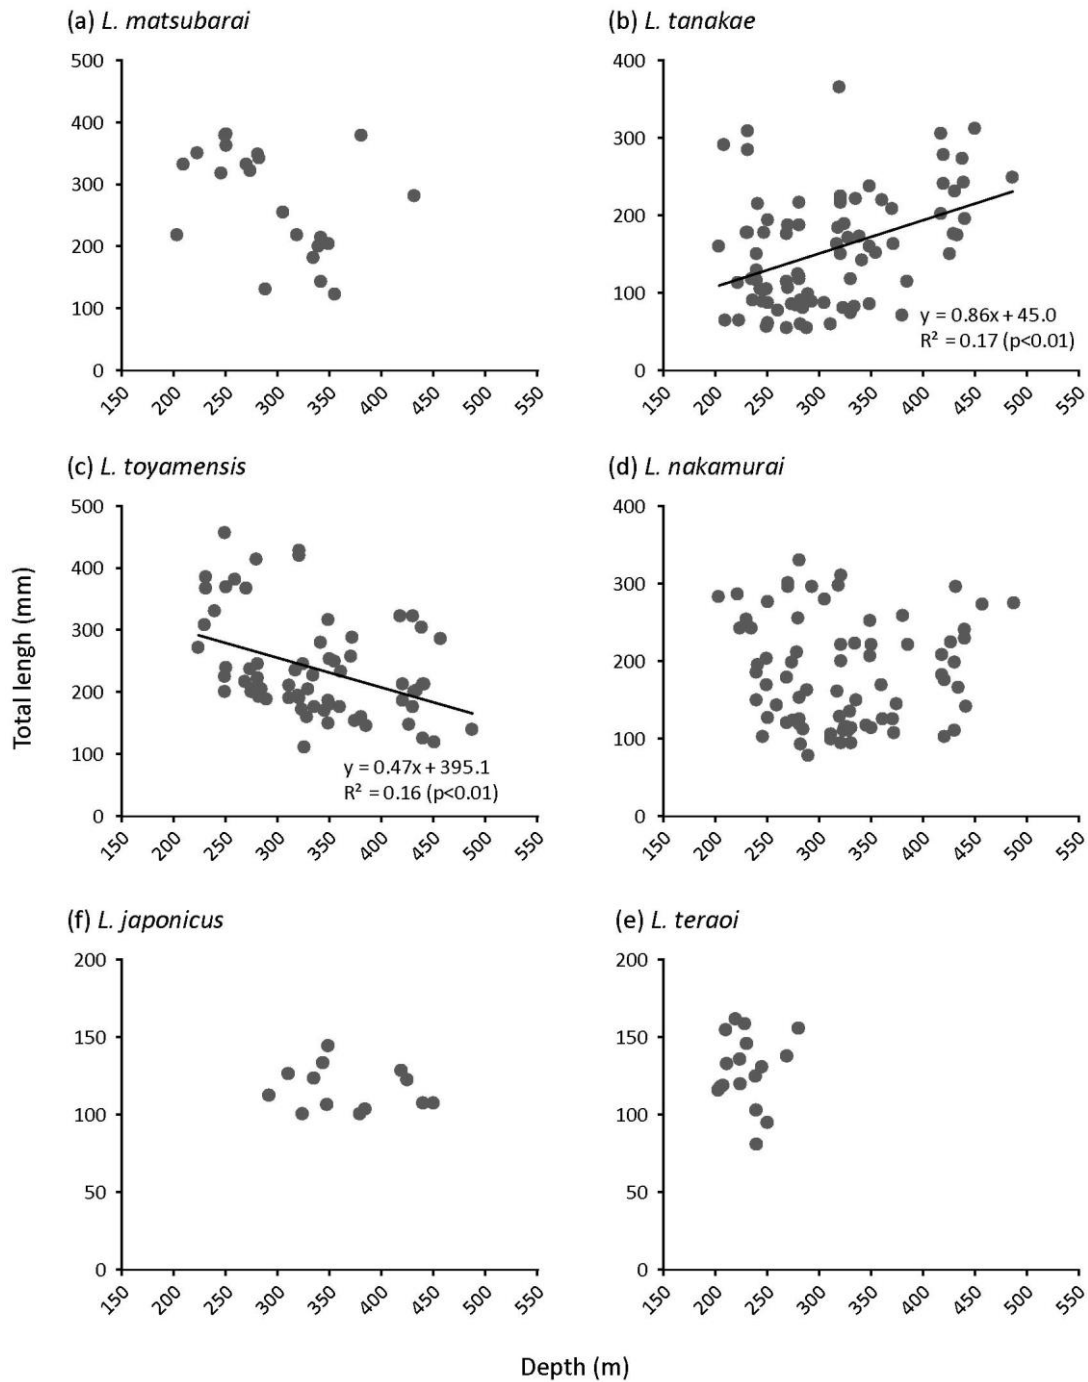 (a) L. matsubarai
500
400
300
200
100
0
150 200 250 300 350 400 450 500 550
(b) L. tanakae
400
300
200
100
0
y = 0.86x + 45.0
R² = 0.17 (p<0.01)
150 200 250 300 350 400 450 500 550
(c) L. toyamensis
500
400
300
200
100
0
y = 0.47x + 395.1
R² = 0.16 (p<0.01)
150 200 250 300 350 400 450 500 550
(d) L. nakamurai
400
300
200
100
0
150 200 250 300 350 400 450 500 550
Total lengh (mm)
(f) L. japonicus
200
150
100
50
0
150 200 250 300 350 400 450 500 550
(e) L. teraoi
200
150
100
50
0
150 200 250 300 350 400 450 500 550
Depth (m)